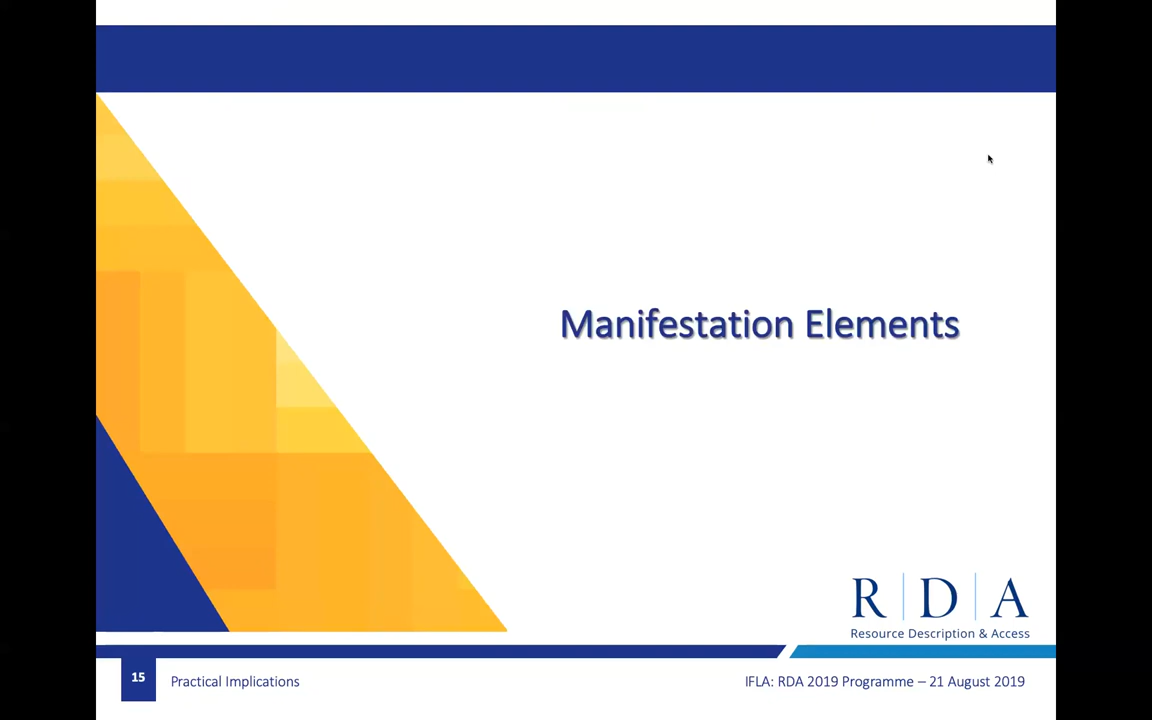 Manifestation Elements
R D A
Resource Description & Access
15
Practical Implications
IFLA: RDA 2019 Programme – 21 August 2019